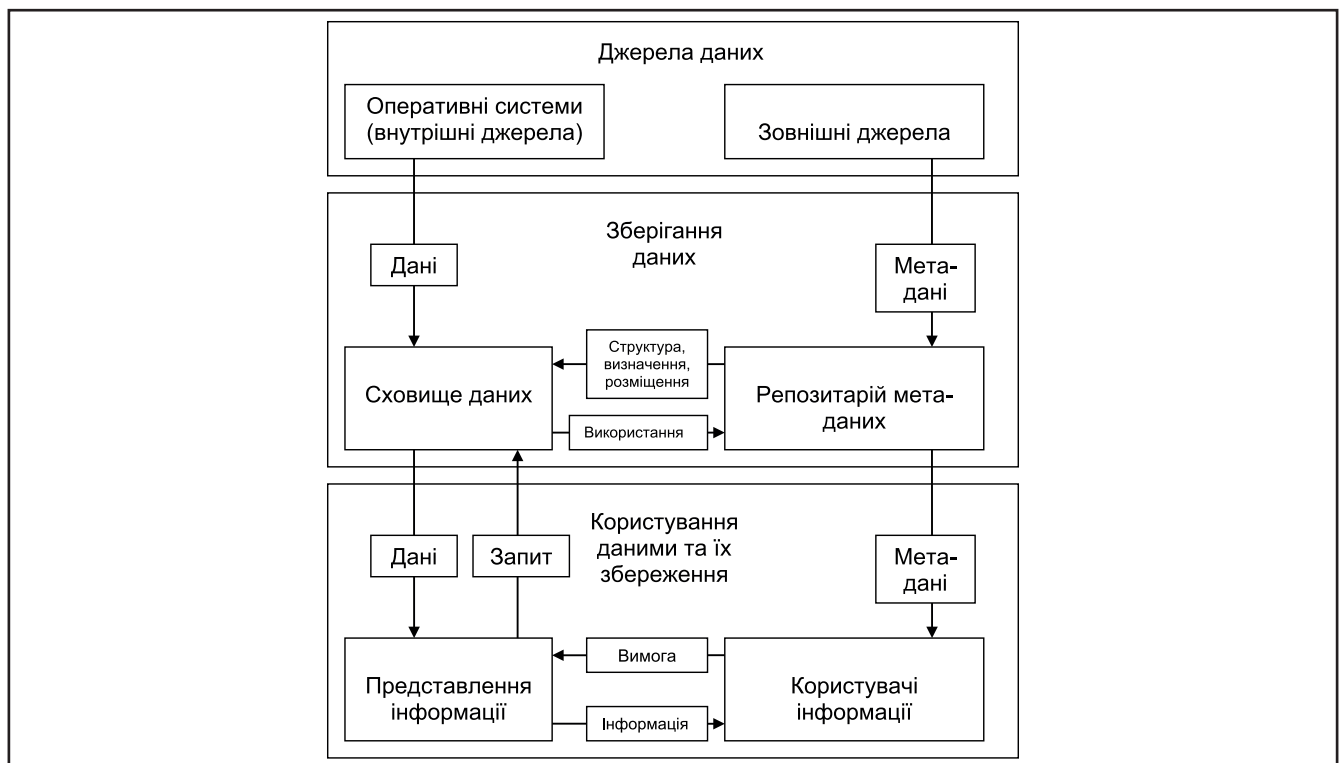 Джерела даних
Оперативні системи
(внутрішні джерела)
Зовнішні джерела
Зберігання
даних
Дані
Мета-
дані
Структура,
визначення,
розміщення
Сховище даних
Репозитарій мета-
даних
Використання
Користування
даними та їх
збереження
Дані
Запит
Мета-
дані
Вимога
Представлення
інформації
Користувачі
інформації
Інформація